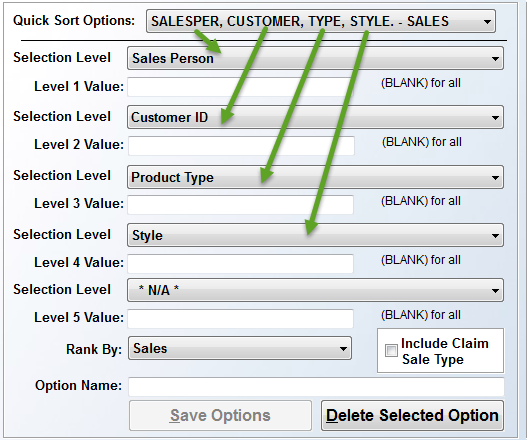 Quick Sort Options: SALESPER, CUSTOMER, TYPE, STYLE. - SALES
Selection Level Sales Person
Level 1 Value: (BLANK) for all
Selection Level Customer ID
Level 2 Value: (BLANK) for all
Selection Level Product Type
Level 3 Value: (BLANK) for all
Selection Level Style
Level 4 Value: (BLANK) for all
Selection Level * N/A *
Level 5 Value: (BLANK) for all
Rank By: Sales Include Claim
Sale Type
Option Name:
Save Options Delete Selected Option